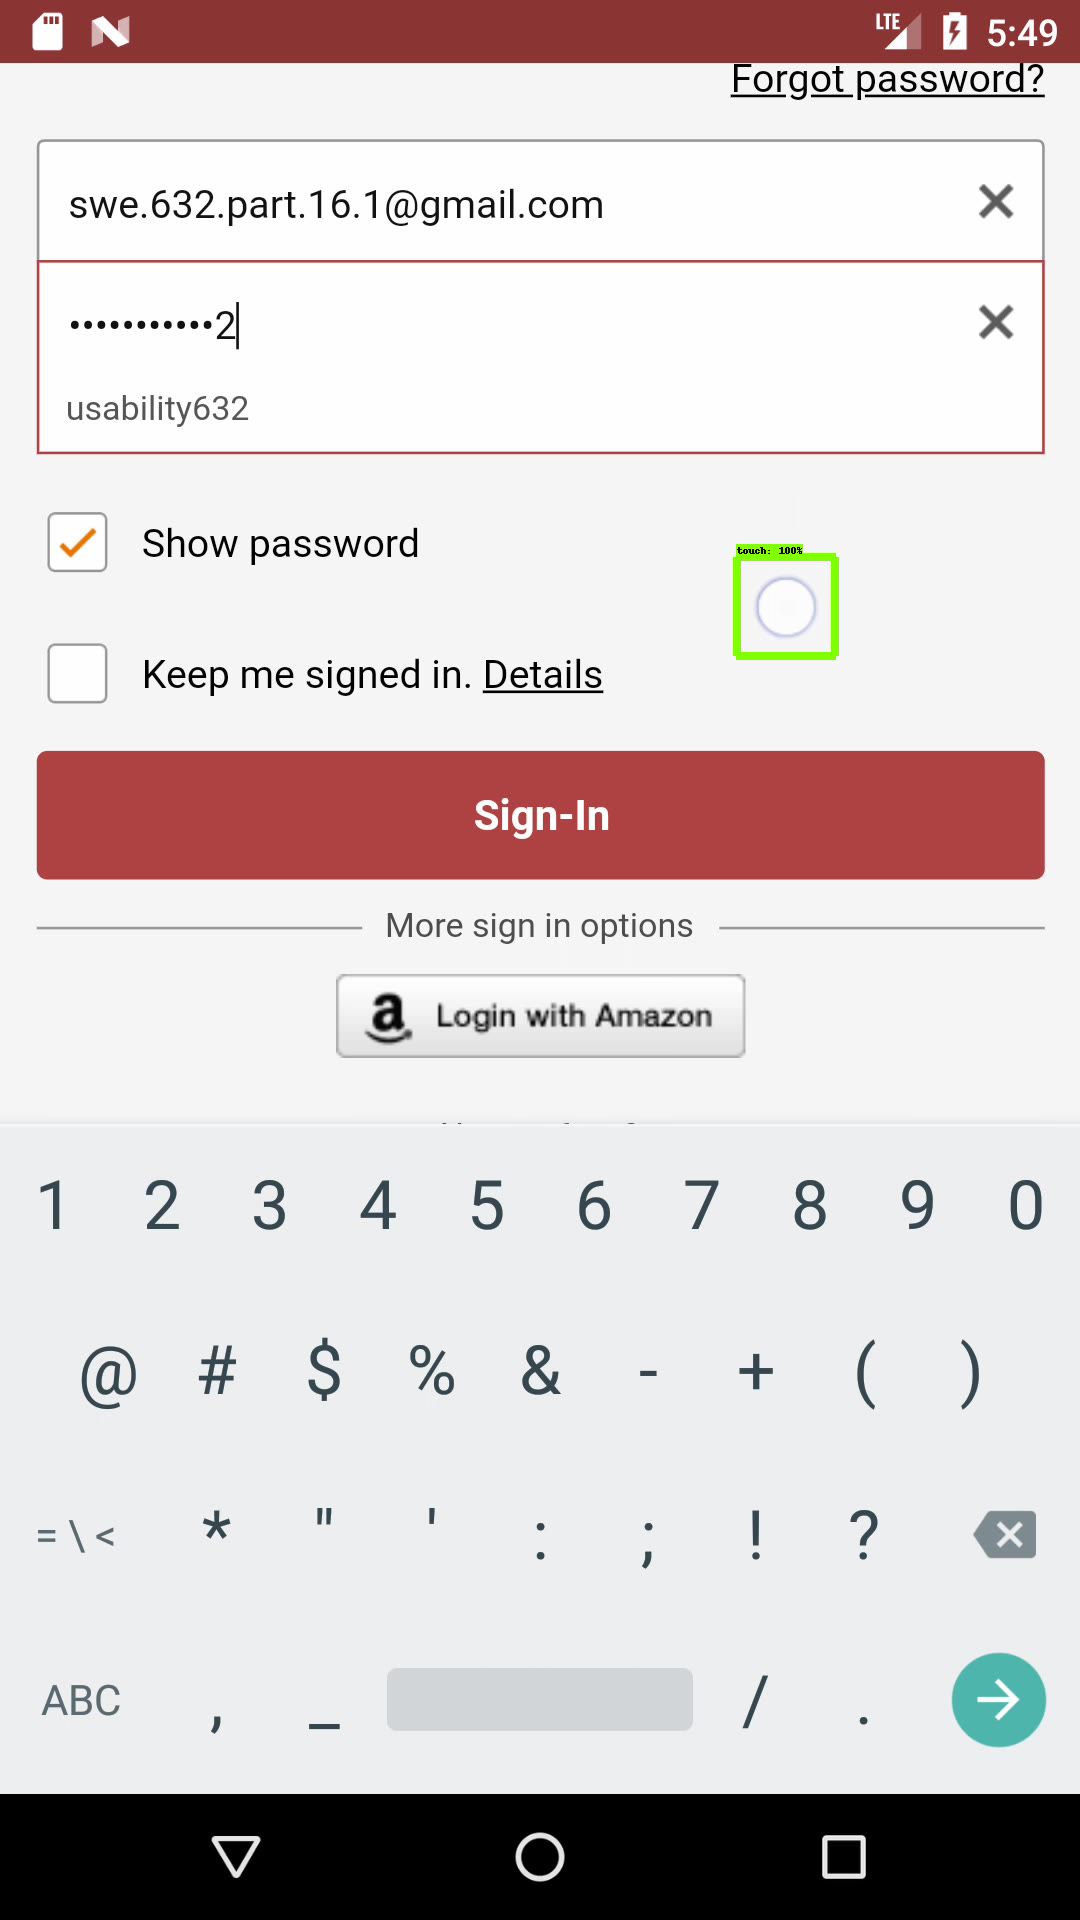 LTE 5:49
Forgot password?
swe.632.part.16.1@gmail.com
•••••••••••2
usability632
Show password
touch: 100%
Keep me signed in. Details
Sign-In
More sign in options
a Login with Amazon
1 2 3 4 5 6 7 8 9 0
@ # $ % & - + ( )
= \ < * " ' : ; ! ?
ABC , _ / .